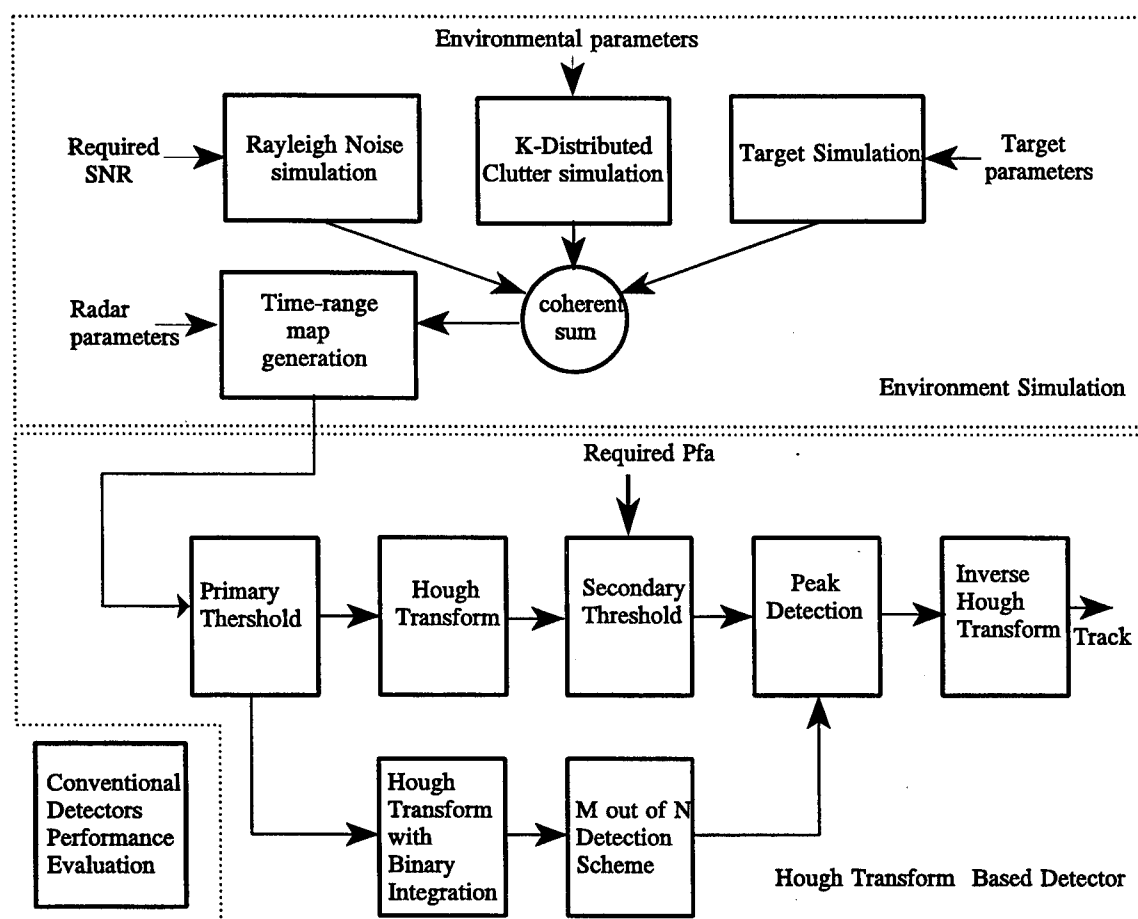 Environmental parameters
Required
SNR
Rayleigh Noise
simulation
K-Distributed
Clutter simulation
Target Simulation
Target
parameters
Radar
parameters
Time-range
map
generation
coherent
sum
Environment Simulation
Required Pfa
Primary
Thershold
Hough
Transform
Secondary
Threshold
Peak
Detection
Inverse
Hough
Transform
Track
Conventional
Detectors
Performance
Evaluation
Hough
Transform
with
Binary
Integration
M out of N
Detection
Scheme
Hough Transform Based Detector